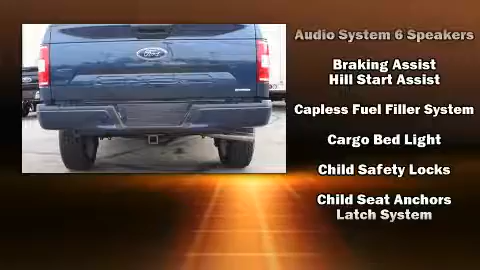 Audio System 6 Speakers
Braking Assist
Hill Start Assist
Capless Fuel Filler System
Cargo Bed Light
Child Safety Locks
Child Seat Anchors
Latch System
Ford